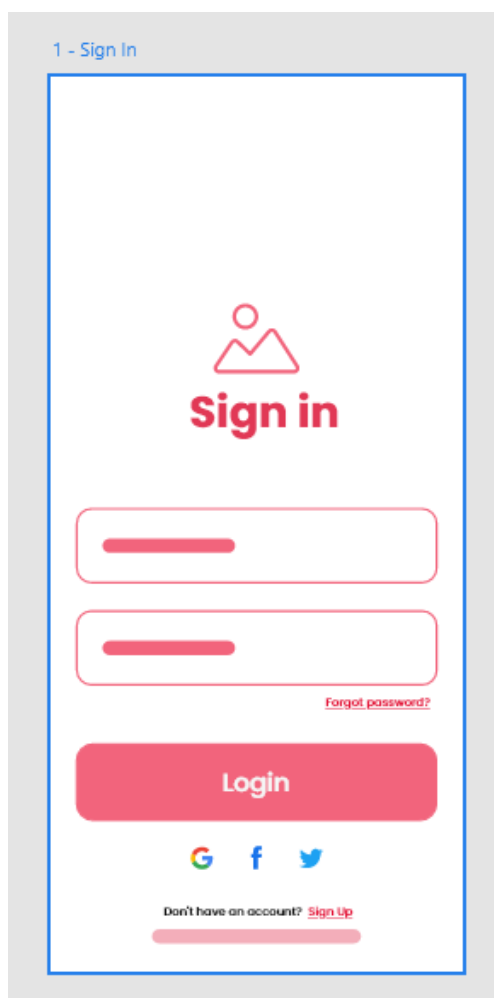 1 - Sign In
Sign in
Forgot password?
Login
Don't have an account? Sign Up